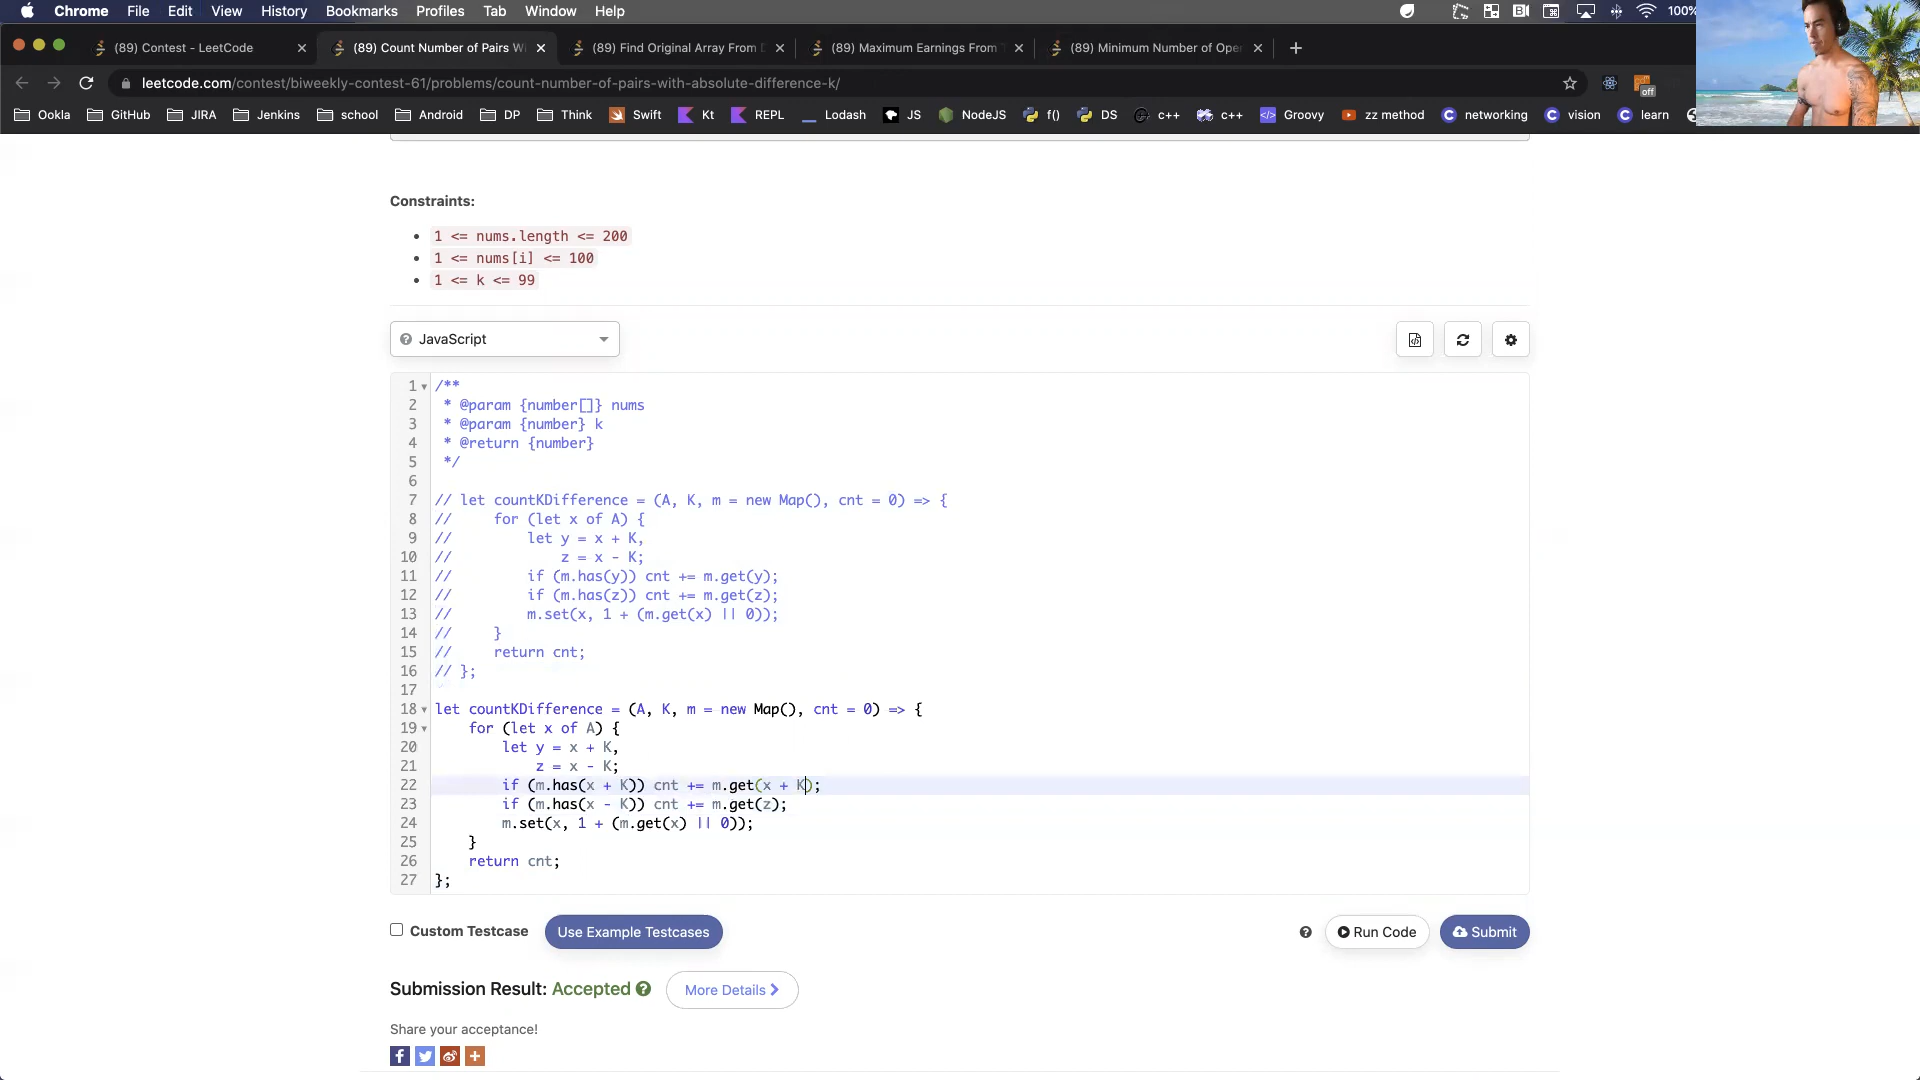 Chrome File Edit View History Bookmarks Profiles Tab Window Help 100%
(89) Contest - LeetCode (89) Count Number of Pairs Wi (89) Find Original Array From D (89) Maximum Earnings From T (89) Minimum Number of Oper
leetcode.com/contest/biweekly-contest-61/problems/count-number-of-pairs-with-absolute-difference-k/ off
Ookla GitHub JIRA Jenkins school Android DP Think Swift Kt REPL Lodash JS NodeJS f() DS c++ c++ Groovy zz method networking vision learn
Constraints:
1 <= nums.length <= 200
1 <= nums[i] <= 100
1 <= k <= 99
JavaScript
1 /**
2 * @param {number[]} nums
3 * @param {number} k
4 * @return {number}
5 */
6
7 // let countKDifference = (A, K, m = new Map(), cnt = 0) => {
8 // for (let x of A) {
9 // let y = x + K,
10 // z = x - K;
11 // if (m.has(y)) cnt += m.get(y);
12 // if (m.has(z)) cnt += m.get(z);
13 // m.set(x, 1 + (m.get(x) || 0));
14 // }
15 // return cnt;
16 // };
17
18 let countKDifference = (A, K, m = new Map(), cnt = 0) => {
19 for (let x of A) {
20 let y = x + K,
21 z = x - K;
22 if (m.has(x + K)) cnt += m.get(x + K);
23 if (m.has(x - K)) cnt += m.get(z);
24 m.set(x, 1 + (m.get(x) || 0));
25 }
26 return cnt;
27 };
Custom Testcase Use Example Testcases Run Code Submit
Submission Result: Accepted More Details
Share your acceptance!